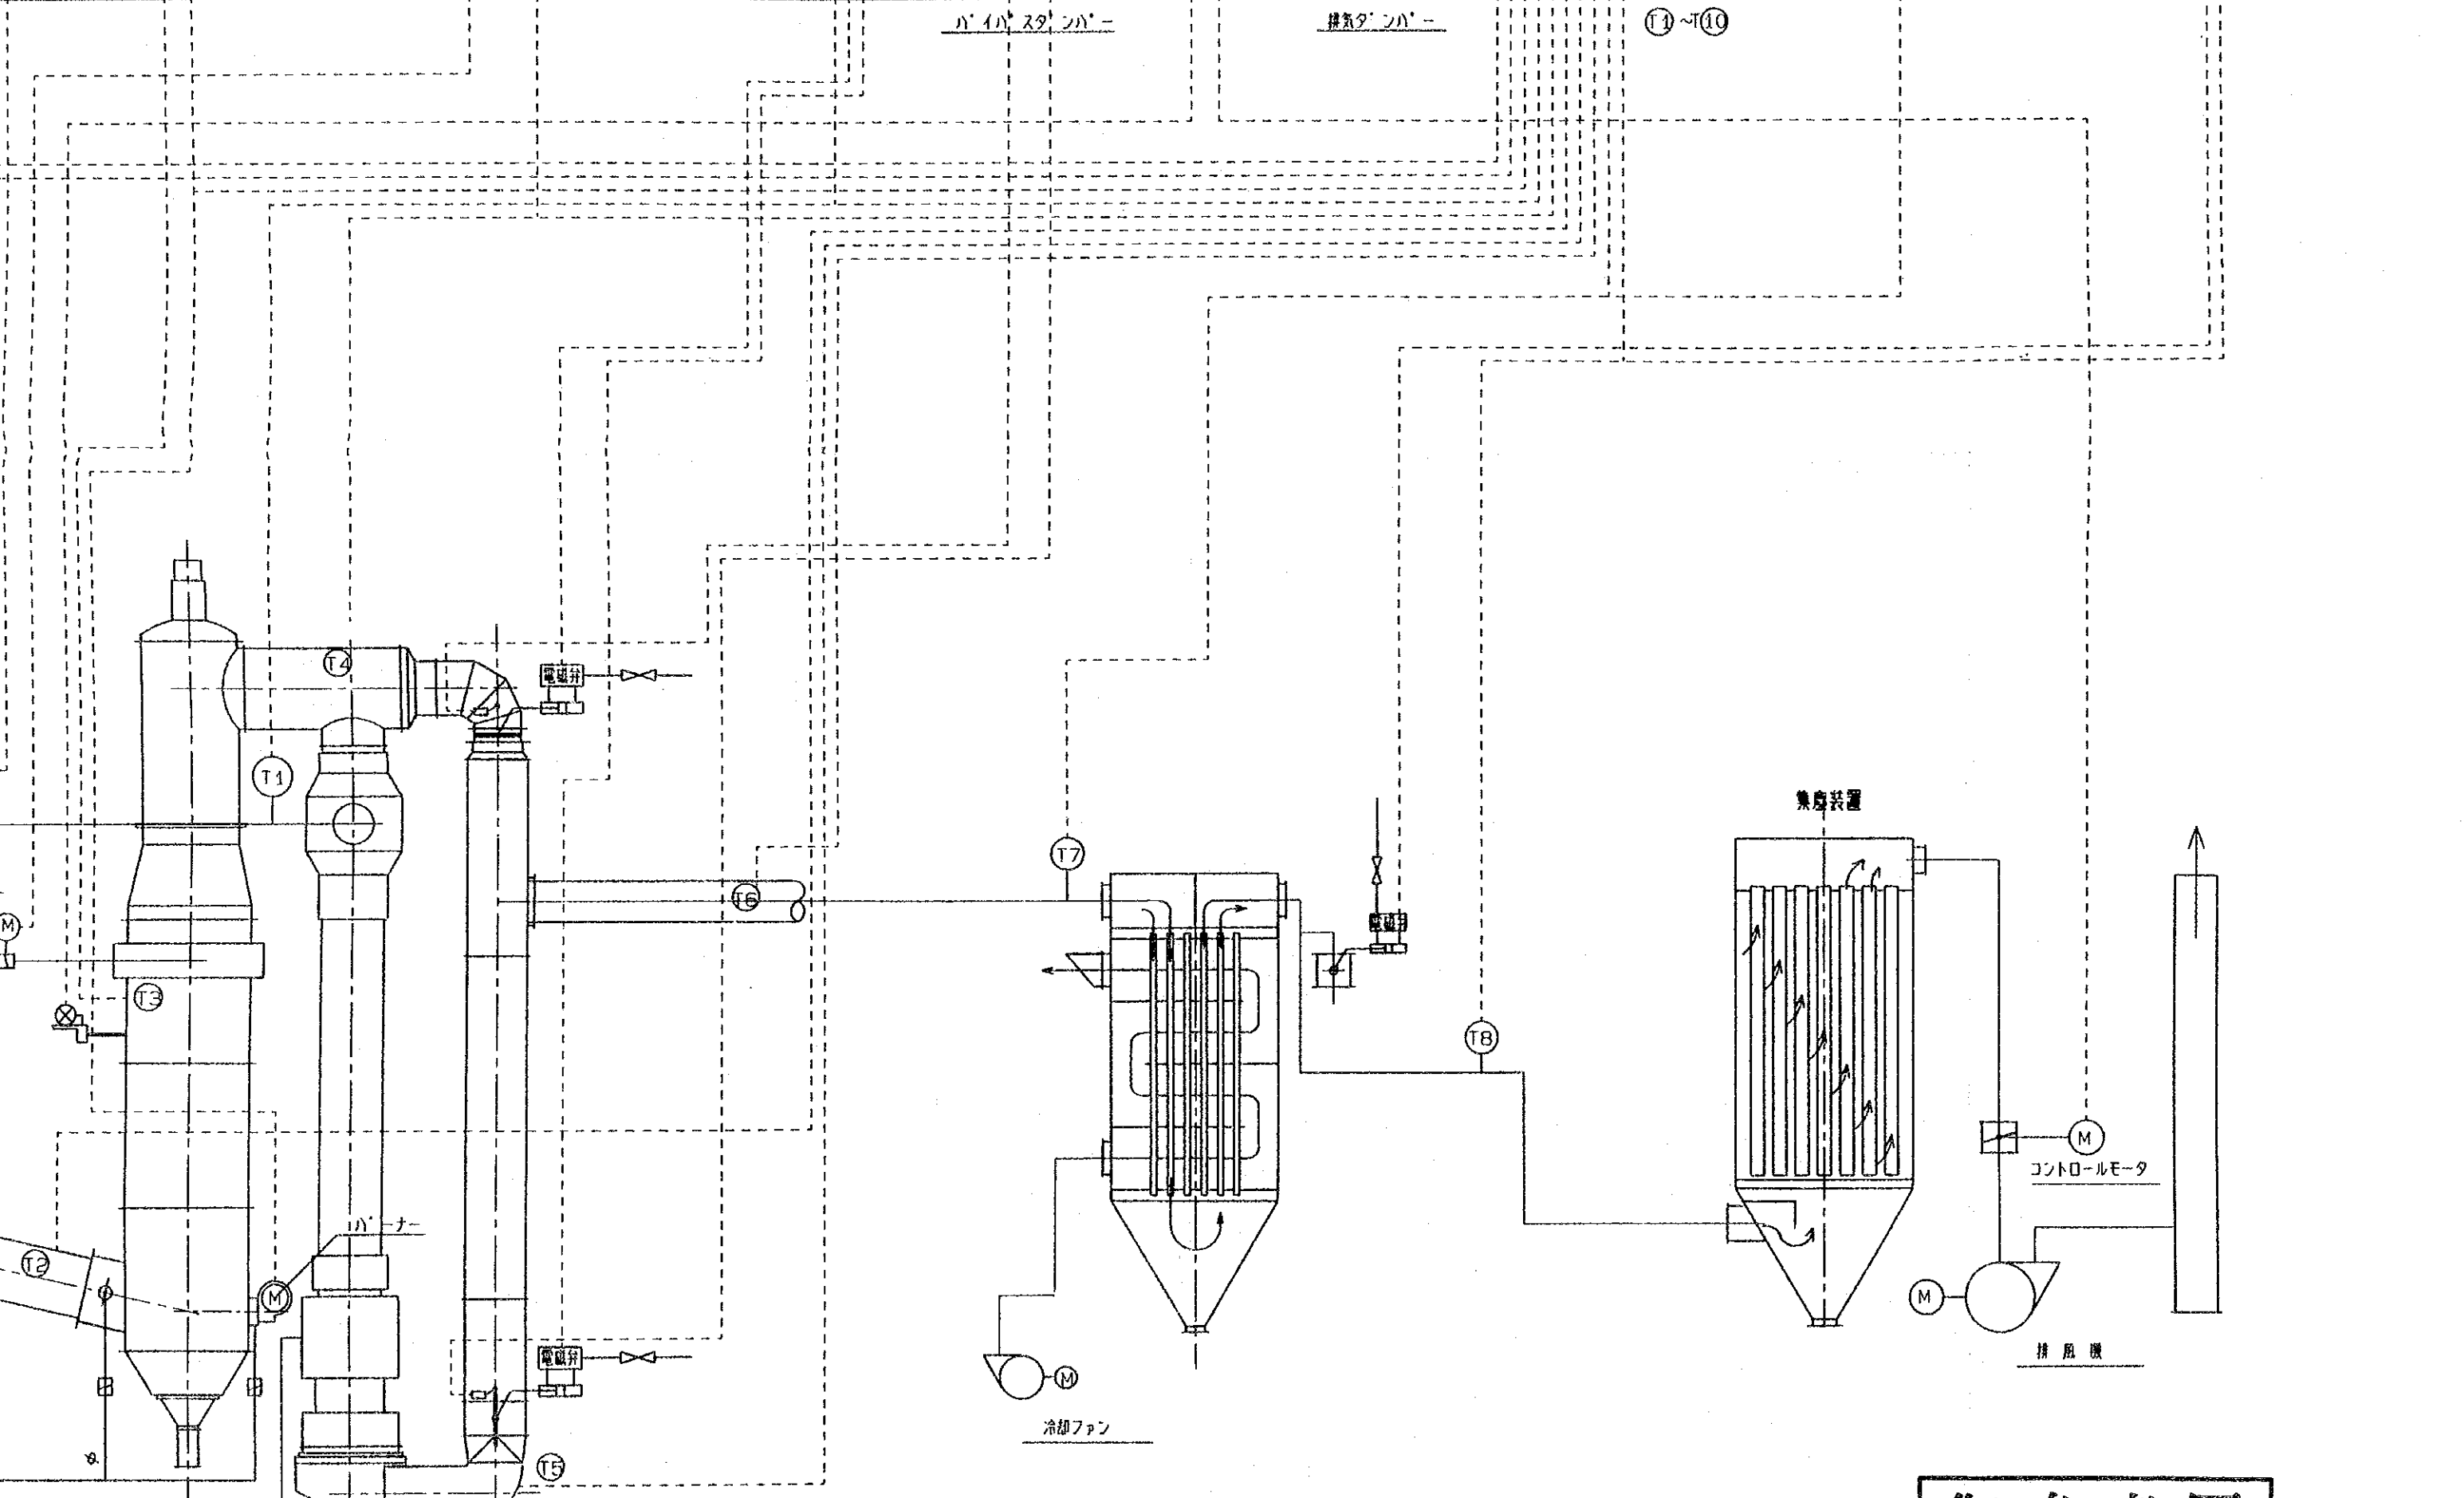 バイパスダンパー
排気ダンパー
T1 ~T10
T4
電磁弁
T1
集塵装置
T7
T6
M
電磁弁
T3
T8
M
コントロールモータ
バーナー
T2
M
M
排風機
電磁弁
M
冷却ファン
T5